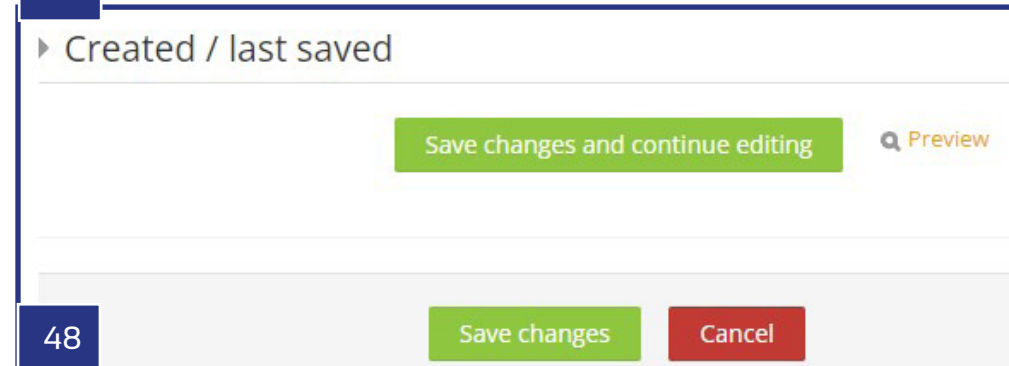 Created / last saved
Save changes and continue editing
Preview
48
Save changes
Cancel